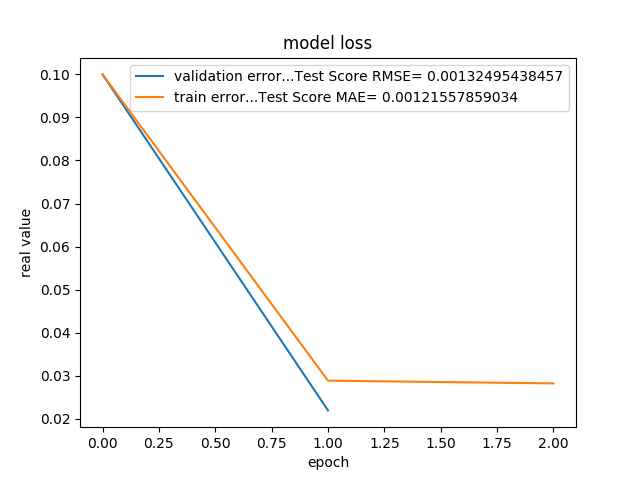 model loss
validation error...Test Score RMSE= 0.00132495438457
train error...Test Score MAE= 0.00121557859034
real value
0.10
0.09
0.08
0.07
0.06
0.05
0.04
0.03
0.02
0.00 0.25 0.50 0.75 1.00 1.25 1.50 1.75 2.00
epoch